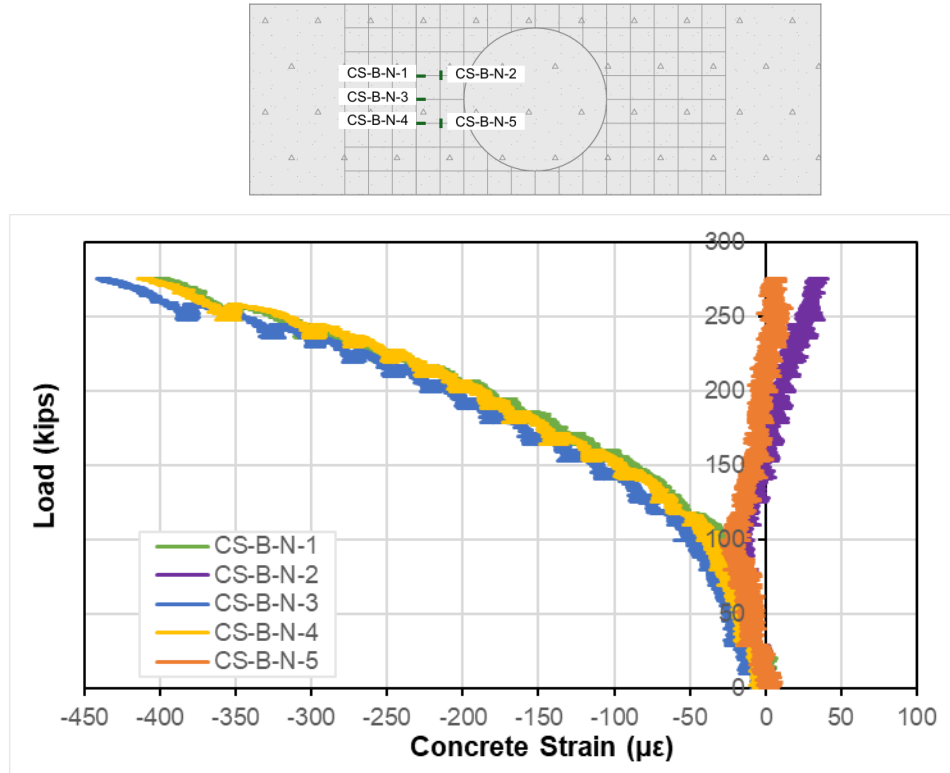 CS-B-N-1 CS-B-N-2
CS-B-N-3
CS-B-N-4 CS-B-N-5
300
250
200
150
100
50
0
Load (kips)
CS-B-N-1
CS-B-N-2
CS-B-N-3
CS-B-N-4
CS-B-N-5
-450 -400 -350 -300 -250 -200 -150 -100 -50 0 50 100
Concrete Strain (με)